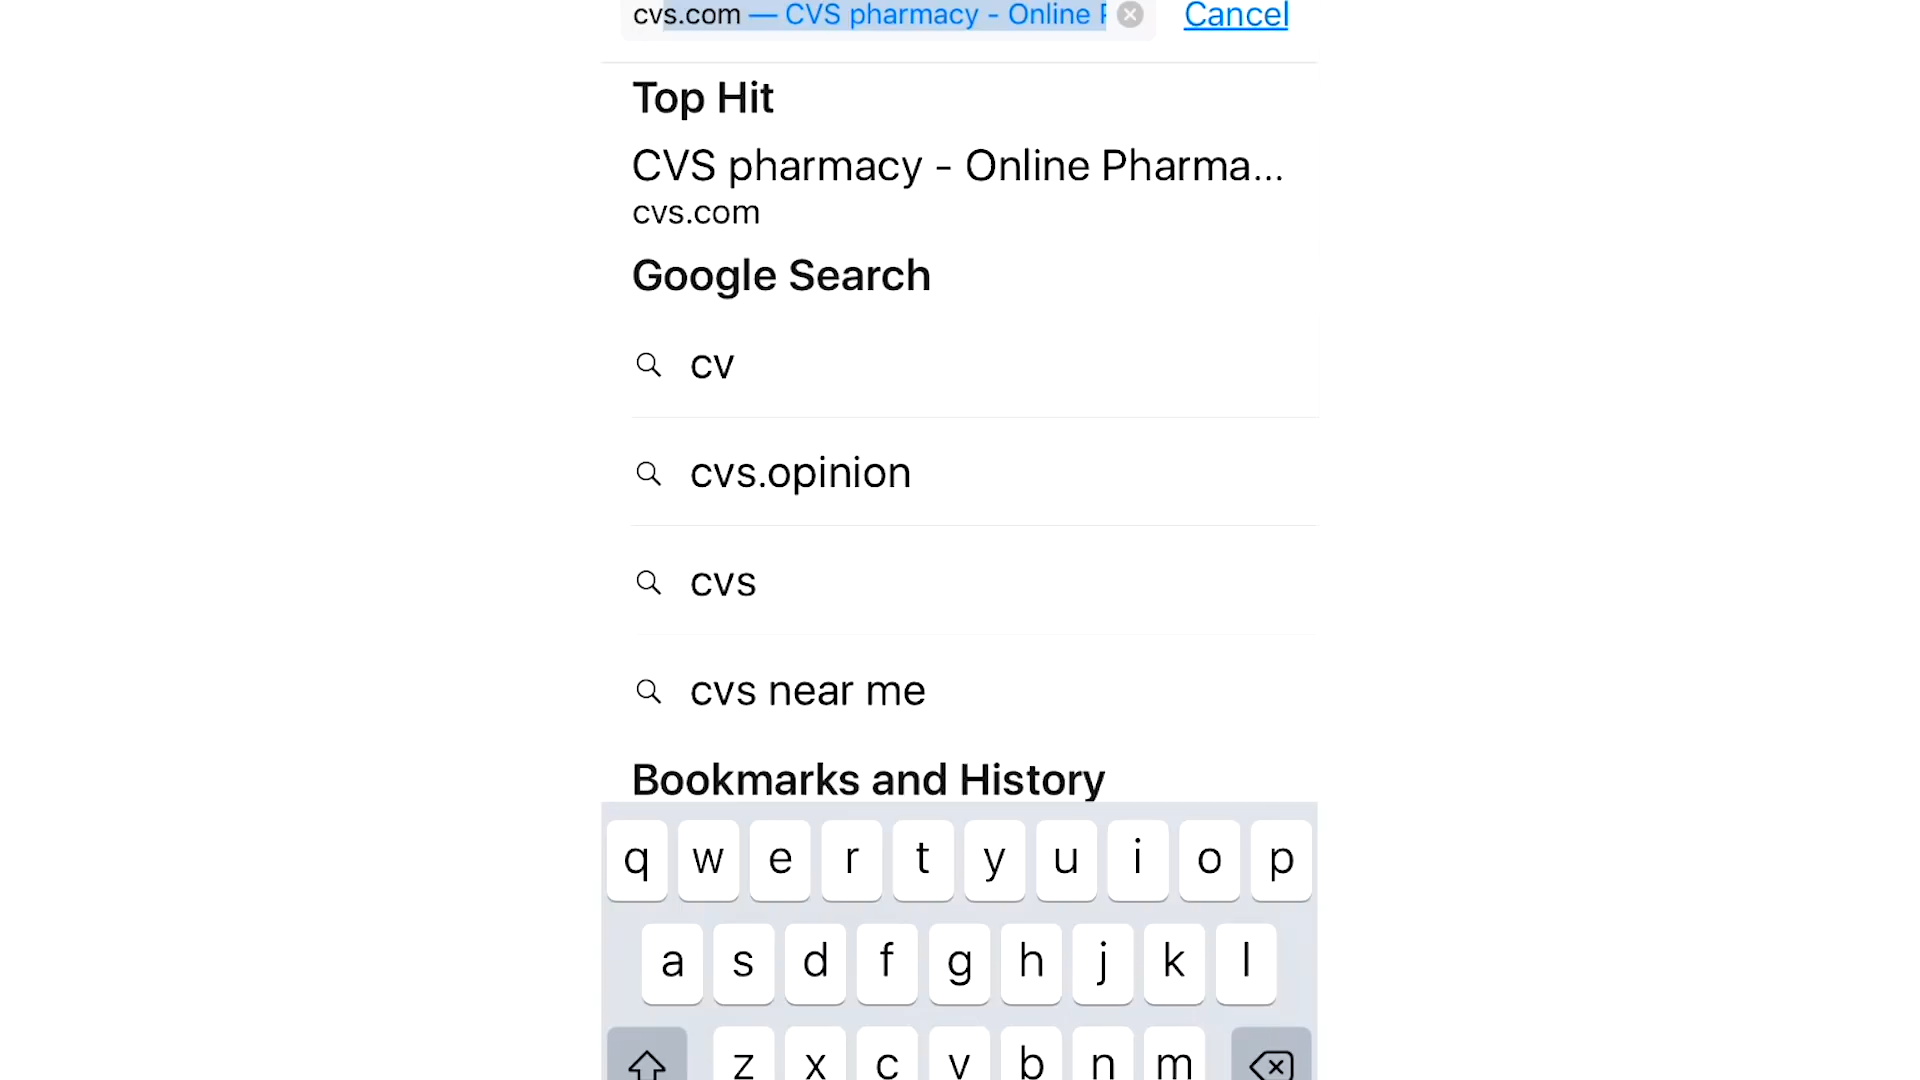 cvs.com — CVS pharmacy - Online
Cancel
Top Hit
CVS pharmacy - Online Pharma...
cvs.com
Google Search
cv
cvs.opinion
cvs
cvs near me
Bookmarks and History
q w e r t y u i o p
a s d f g h j k l
z x c v b n m